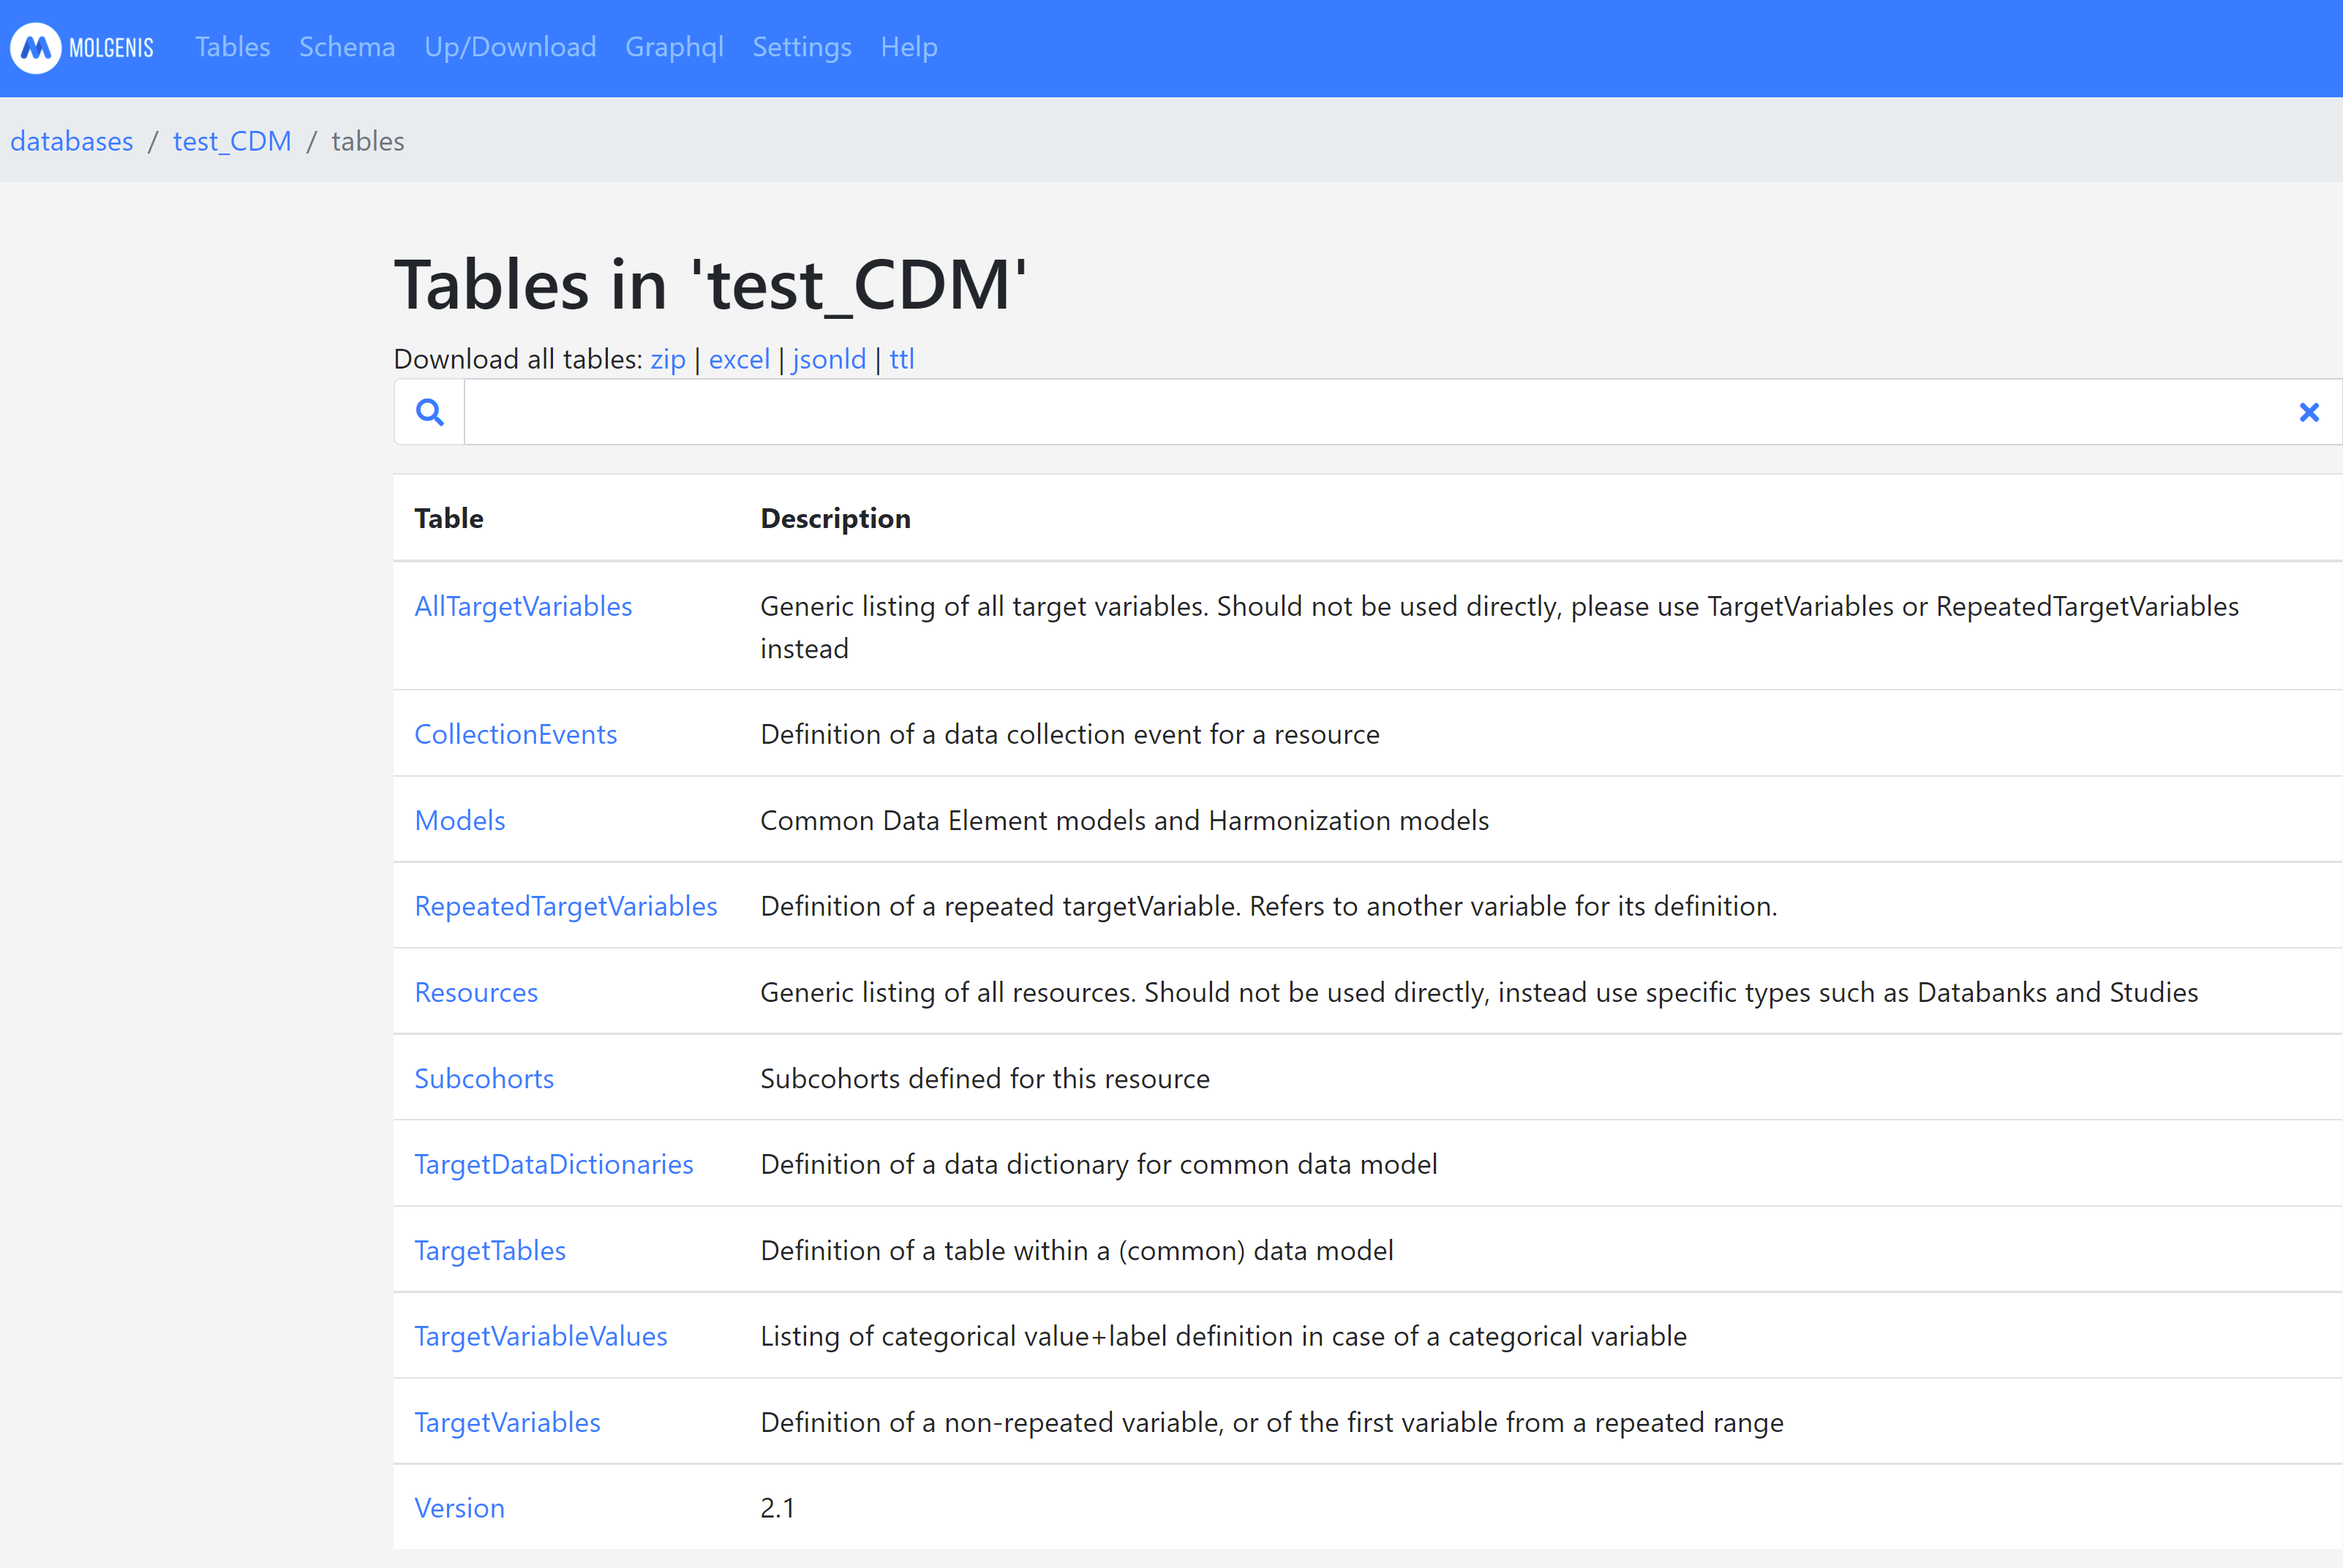 MOLGENIS Tables Schema Up/Download Graphql Settings Help
databases / test_CDM / tables
Tables in 'test_CDM'
Download all tables: zip | excel | jsonld | ttl
Table Description
AllTargetVariables Generic listing of all target variables. Should not be used directly, please use TargetVariables or RepeatedTargetVariables
instead
CollectionEvents Definition of a data collection event for a resource
Models Common Data Element models and Harmonization models
RepeatedTargetVariables Definition of a repeated targetVariable. Refers to another variable for its definition.
Resources Generic listing of all resources. Should not be used directly, instead use specific types such as Databanks and Studies
Subcohorts Subcohorts defined for this resource
TargetDataDictionaries Definition of a data dictionary for common data model
TargetTables Definition of a table within a (common) data model
TargetVariableValues Listing of categorical value+label definition in case of a categorical variable
TargetVariables Definition of a non-repeated variable, or of the first variable from a repeated range
Version 2.1